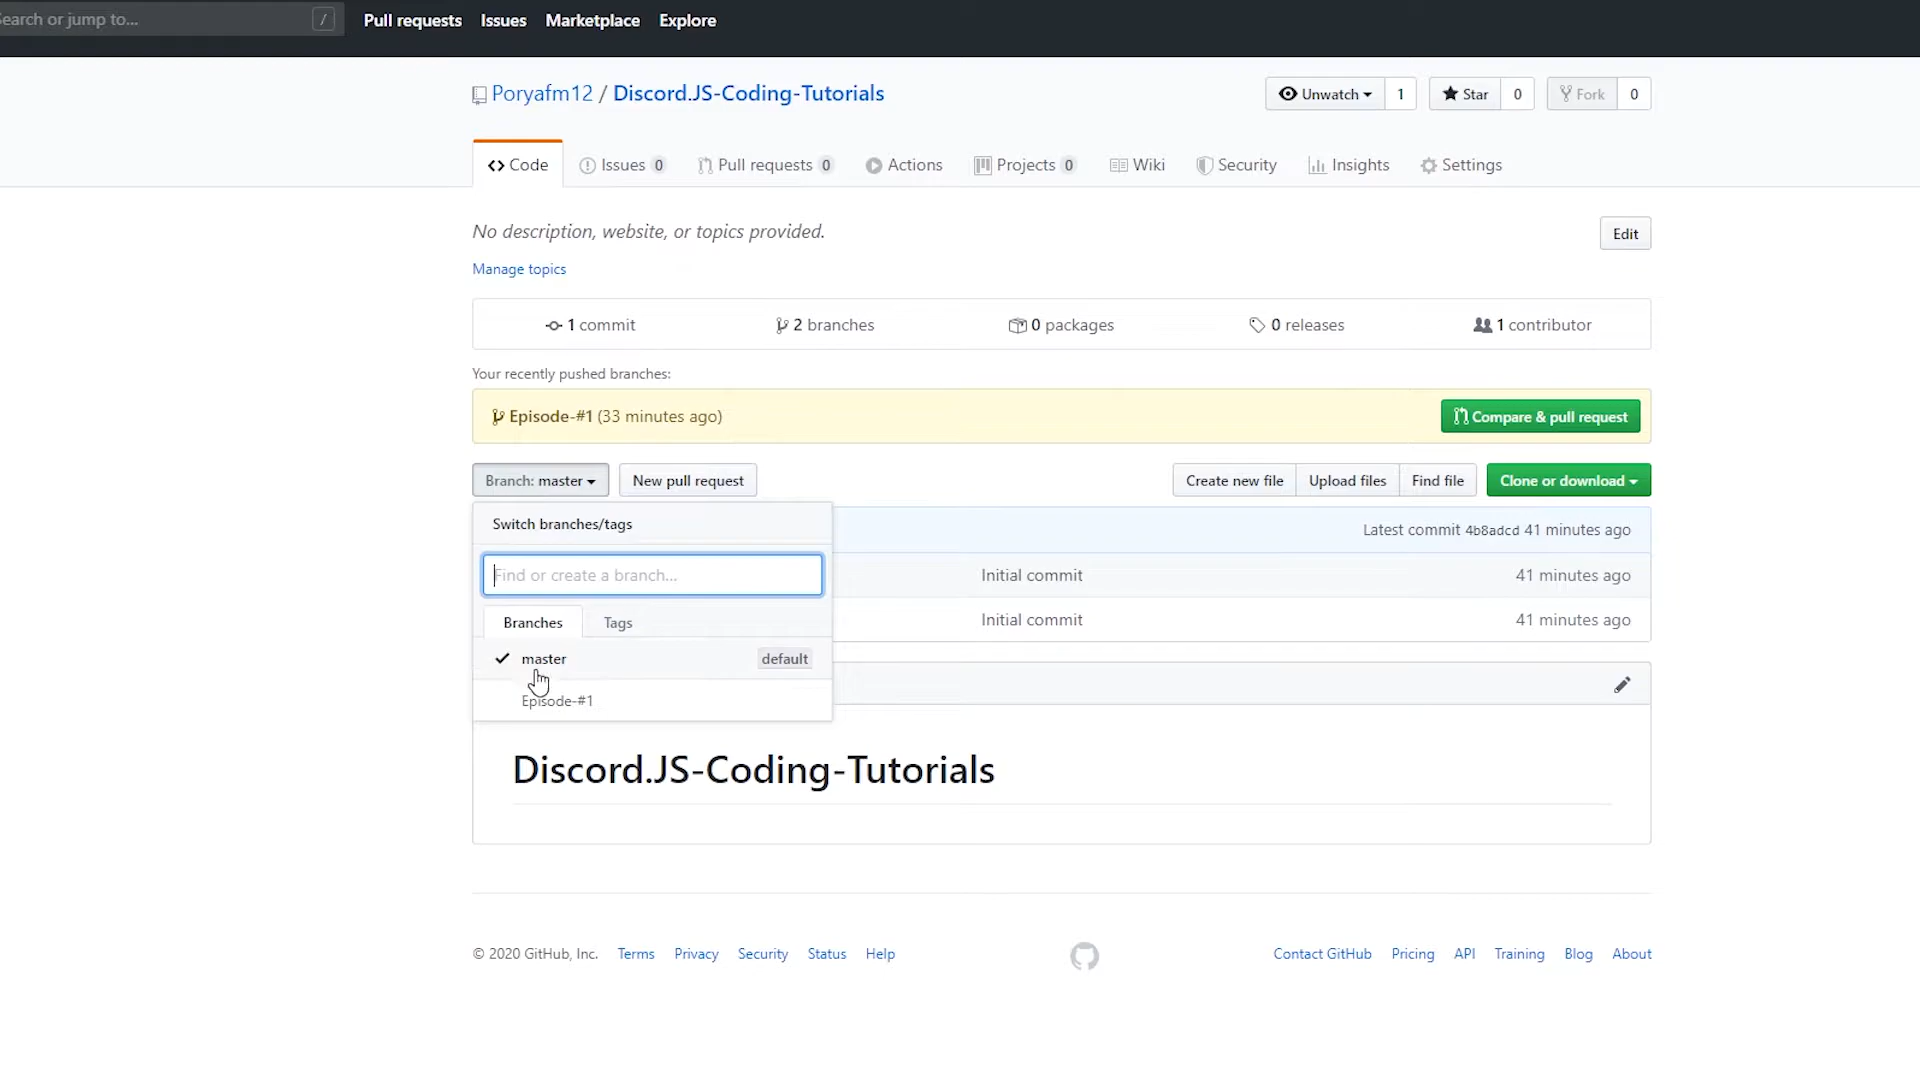 earch or jump to... /
Pull requests Issues Marketplace Explore
Poryafm12 / Discord.JS-Coding-Tutorials
Unwatch 1 Star 0 Fork 0
Code Issues 0 Pull requests 0 Actions Projects 0 Wiki Security Insights Settings
No description, website, or topics provided.
Edit
Manage topics
1 commit 2 branches 0 packages 0 releases 1 contributor
Your recently pushed branches:
Episode-#1 (33 minutes ago)
Compare & pull request
Branch: master New pull request
Create new file Upload files Find file Clone or download
Switch branches/tags
Latest commit 4b8adcd 41 minutes ago
Find or create a branch...
Initial commit 41 minutes ago
Branches Tags
Initial commit 41 minutes ago
master default
Episode-#1
Discord.JS-Coding-Tutorials
© 2020 GitHub, Inc. Terms Privacy Security Status Help
Contact GitHub Pricing API Training Blog About